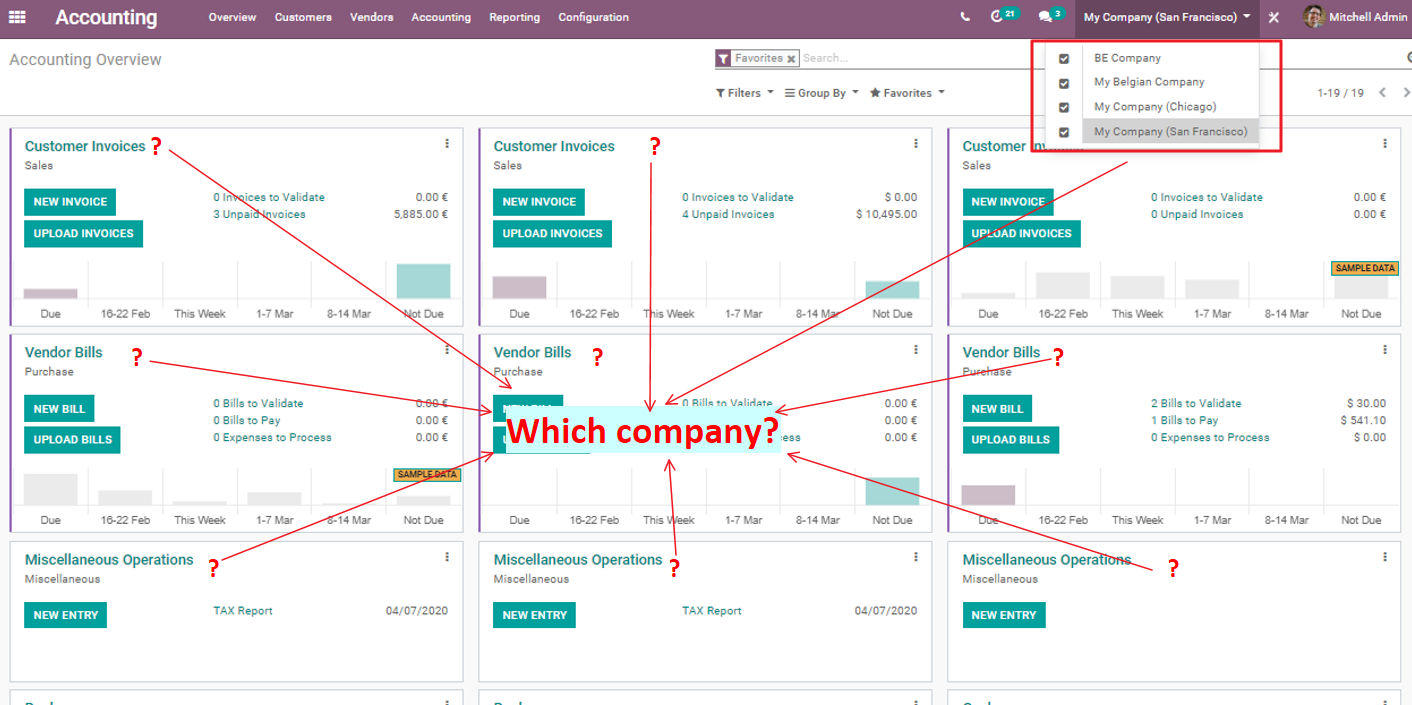 Accounting Overview Customers Vendors Accounting Reporting Configuration 21 3 My Company (San Francisco) Mitchell Admin
Accounting Overview
Favorites x Search...
Filters Group By Favorites
1-19 / 19
BE Company
My Belgian Company
My Company (Chicago)
My Company (San Francisco)
Customer Invoices ?
Sales
NEW INVOICE
UPLOAD INVOICES
0 Invoices to Validate 0.00 €
3 Unpaid Invoices 5,885.00 €
Due 16-22 Feb This Week 1-7 Mar 8-14 Mar Not Due
Customer Invoices ?
Sales
NEW INVOICE
UPLOAD INVOICES
0 Invoices to Validate $ 0.00
4 Unpaid Invoices $ 10,495.00
Due 16-22 Feb This Week 1-7 Mar 8-14 Mar Not Due
Customer
Sales
NEW INVOICE
UPLOAD INVOICES
0 Invoices to Validate 0.00 €
0 Unpaid Invoices 0.00 €
SAMPLE DATA
Due 16-22 Feb This Week 1-7 Mar 8-14 Mar Not Due
Vendor Bills ?
Purchase
NEW BILL
UPLOAD BILLS
0 Bills to Validate 0.00 €
0 Bills to Pay 0.00 €
0 Expenses to Process 0.00 €
SAMPLE DATA
Due 16-22 Feb This Week 1-7 Mar 8-14 Mar Not Due
Vendor Bills ?
Purchase
0 Bills to Validate 0.00 €
0.00 €
0.00 €
Which company?
Due 16-22 Feb This Week 1-7 Mar 8-14 Mar Not Due
Vendor Bills ?
Purchase
NEW BILL
UPLOAD BILLS
2 Bills to Validate $ 30.00
1 Bills to Pay $ 541.10
0 Expenses to Process $ 0.00
Due 16-22 Feb This Week 1-7 Mar 8-14 Mar Not Due
Miscellaneous Operations ?
Miscellaneous
NEW ENTRY
TAX Report 04/07/2020
Miscellaneous Operations ?
Miscellaneous
NEW ENTRY
TAX Report 04/07/2020
Miscellaneous Operations ?
Miscellaneous
NEW ENTRY